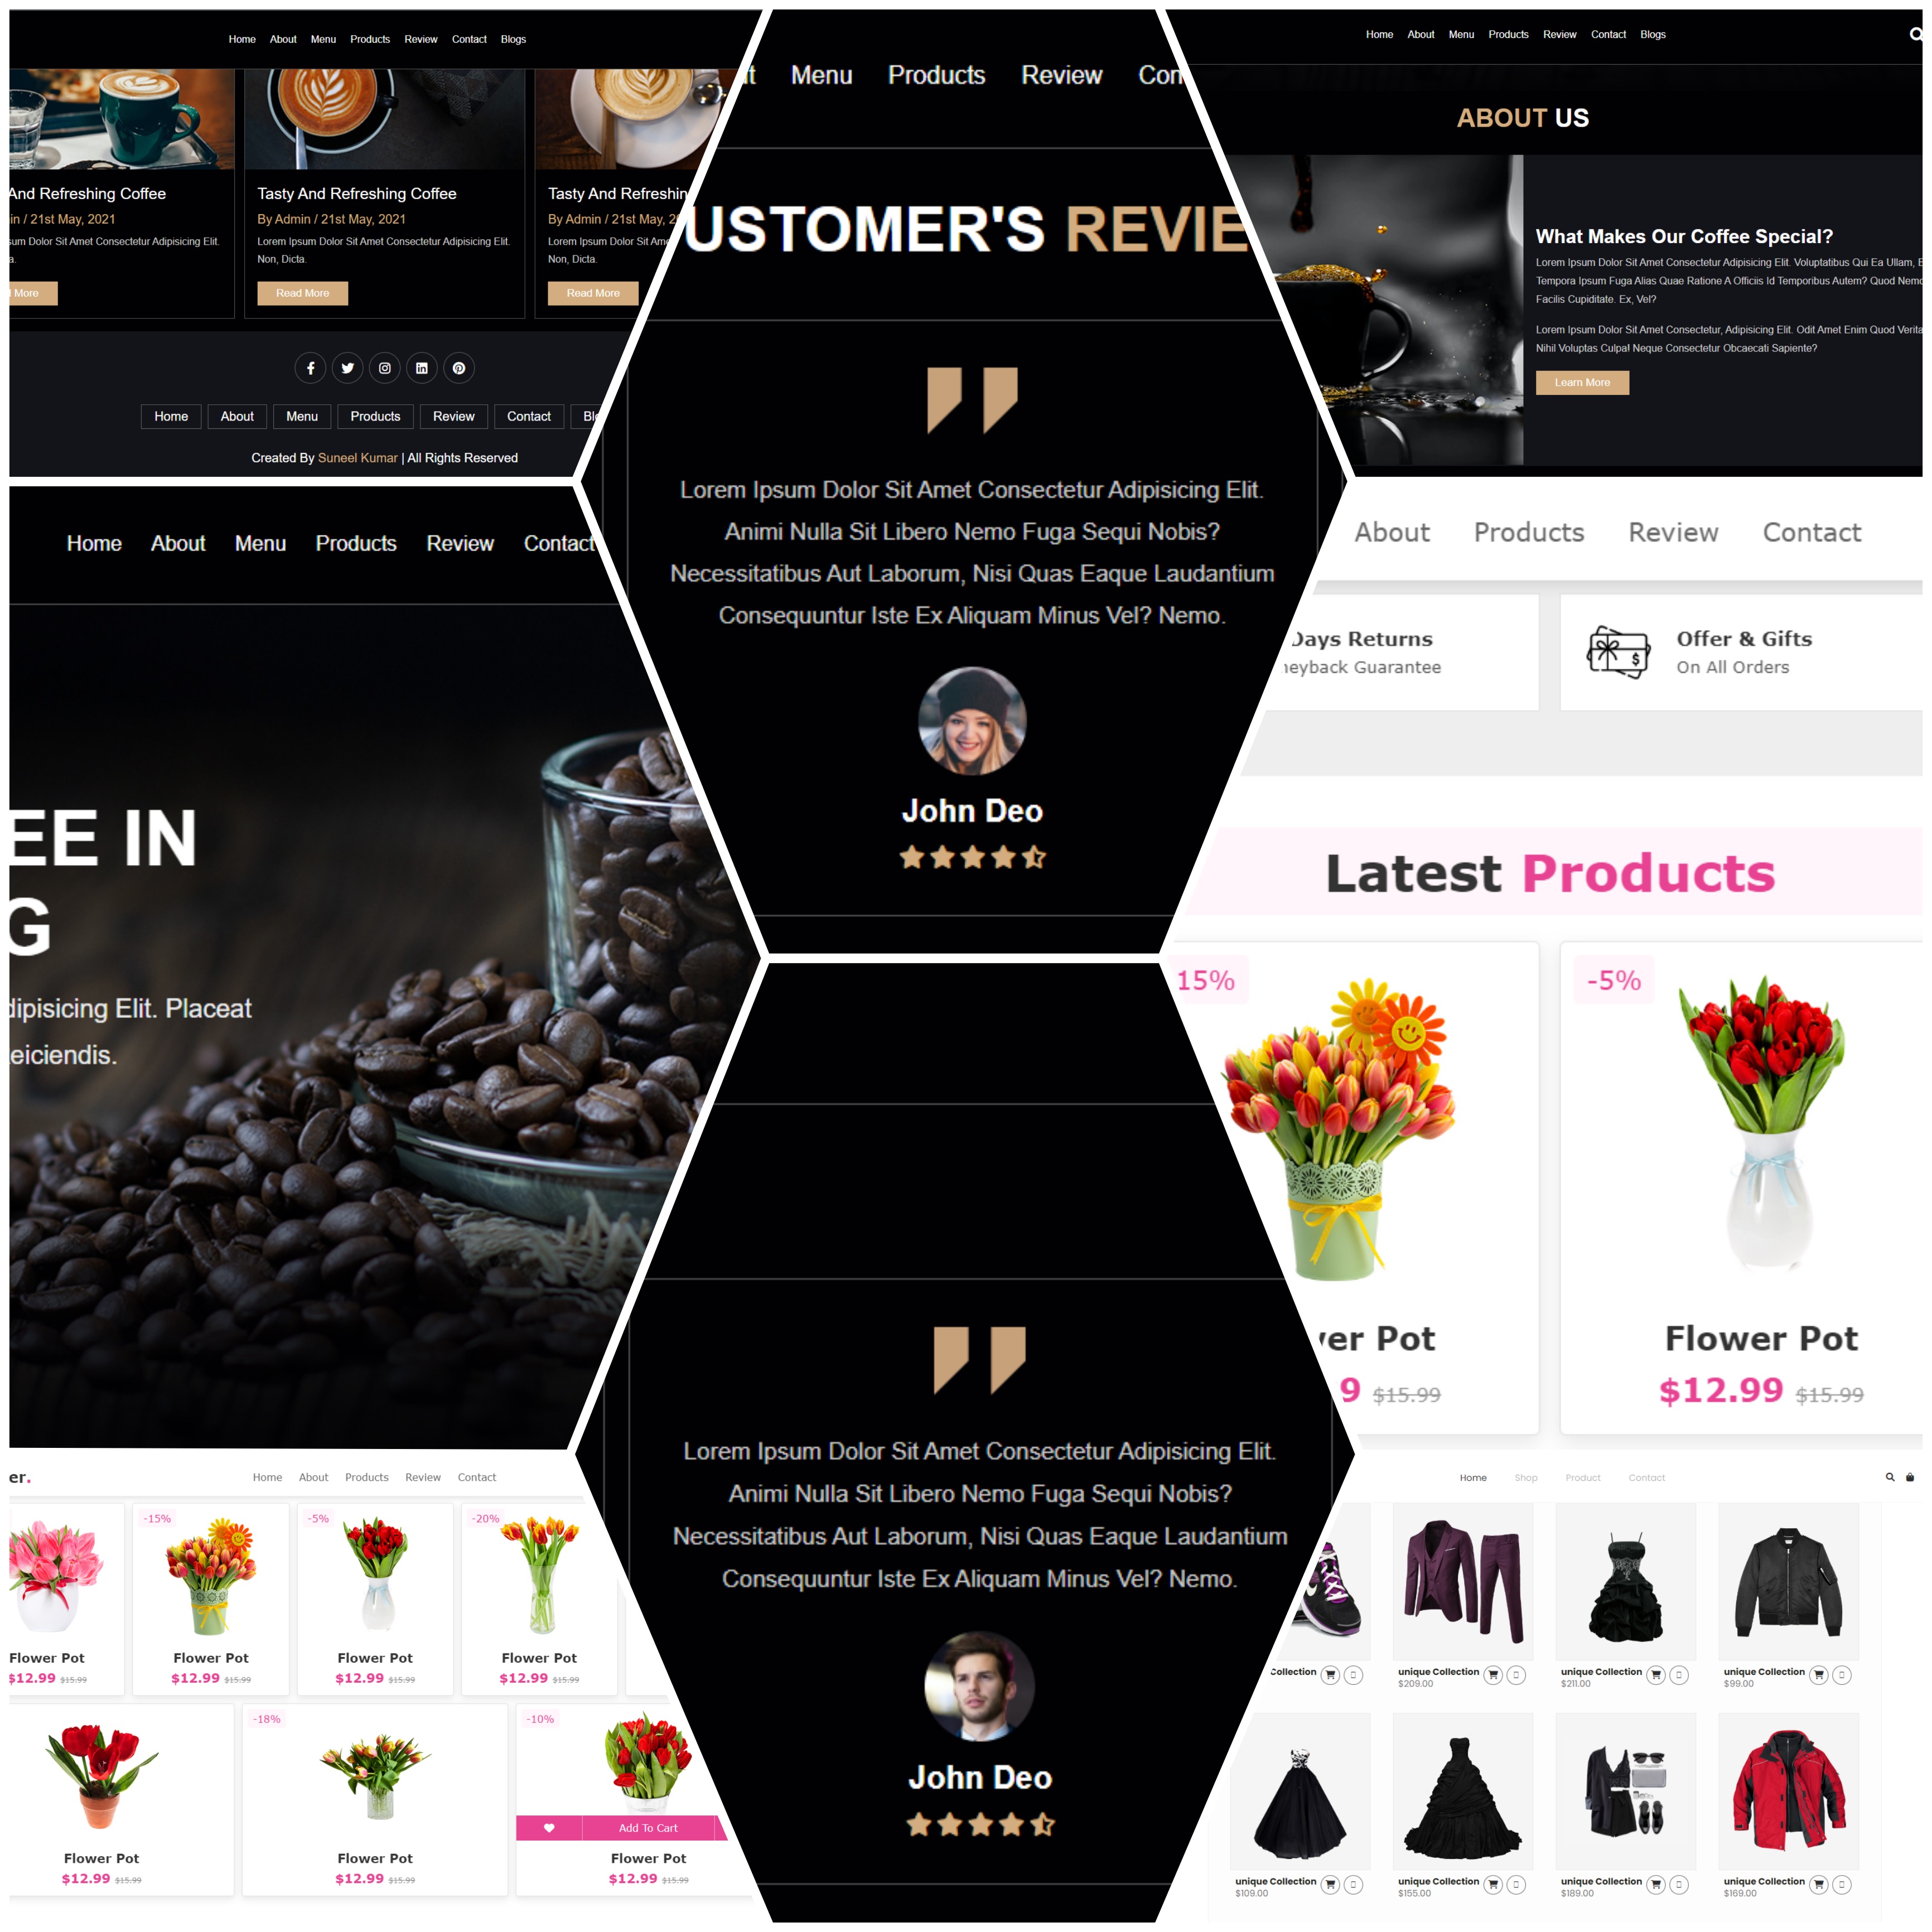 Home About Menu Products Review Contact Blogs
And Refreshing Coffee
in / 21st May, 2021
sum Dolor Sit Amet Consectetur Adipisicing Elit.
a.
More
Tasty And Refreshing Coffee
By Admin / 21st May, 2021
Lorem Ipsum Dolor Sit Amet Consectetur Adipisicing Elit.
Non, Dicta.
Read More
Tasty And Refreshin
By Admin / 21st May, 2
Lorem Ipsum Dolor Sit Ame
Non, Dicta.
Read More
Home About Menu Products Review Contact Blo
Created By Suneel Kumar | All Rights Reserved
ut Menu Products Review Con
USTOMER'S REVIE
Lorem Ipsum Dolor Sit Amet Consectetur Adipisicing Elit.
Animi Nulla Sit Libero Nemo Fuga Sequi Nobis?
Necessitatibus Aut Laborum, Nisi Quas Eaque Laudantium
Consequuntur Iste Ex Aliquam Minus Vel? Nemo.
John Deo
Home About Menu Products Review Contact Blogs
ABOUT US
What Makes Our Coffee Special?
Lorem Ipsum Dolor Sit Amet Consectetur Adipisicing Elit. Voluptatibus Qui Ea Ullam, E
Tempora Ipsum Fuga Alias Quae Ratione A Officiis Id Temporibus Autem? Quod Nemo
Facilis Cupiditate. Ex, Vel?
Lorem Ipsum Dolor Sit Amet Consectetur, Adipisicing Elit. Odit Amet Enim Quod Verita
Nihil Voluptas Culpa! Neque Consectetur Obcaecati Sapiente?
Learn More
Home About Menu Products Review Contact
EE IN
G
dipisicing Elit. Placeat
eiciendis.
About Products Review Contact
Days Returns
neyback Guarantee
Offer & Gifts
On All Orders
Latest Products
15%
wer Pot
9 $15.99
-5%
Flower Pot
$12.99 $15.99
Lorem Ipsum Dolor Sit Amet Consectetur Adipisicing Elit.
Animi Nulla Sit Libero Nemo Fuga Sequi Nobis?
Necessitatibus Aut Laborum, Nisi Quas Eaque Laudantium
Consequuntur Iste Ex Aliquam Minus Vel? Nemo.
John Deo
er.
Home About Products Review Contact
-15% -5% -20%
Flower Pot Flower Pot Flower Pot Flower Pot
$12.99 $15.99 $12.99 $15.99 $12.99 $15.99 $12.99 $15.99
-18% -10%
Add To Cart
Flower Pot Flower Pot Flower Pot
$12.99 $15.99 $12.99 $15.99 $12.99 $15.99
Home Shop Product Contact
Collection unique Collection unique Collection unique Collection
$209.00 $211.00 $99.00
unique Collection unique Collection unique Collection unique Collection
$109.00 $155.00 $189.00 $169.00